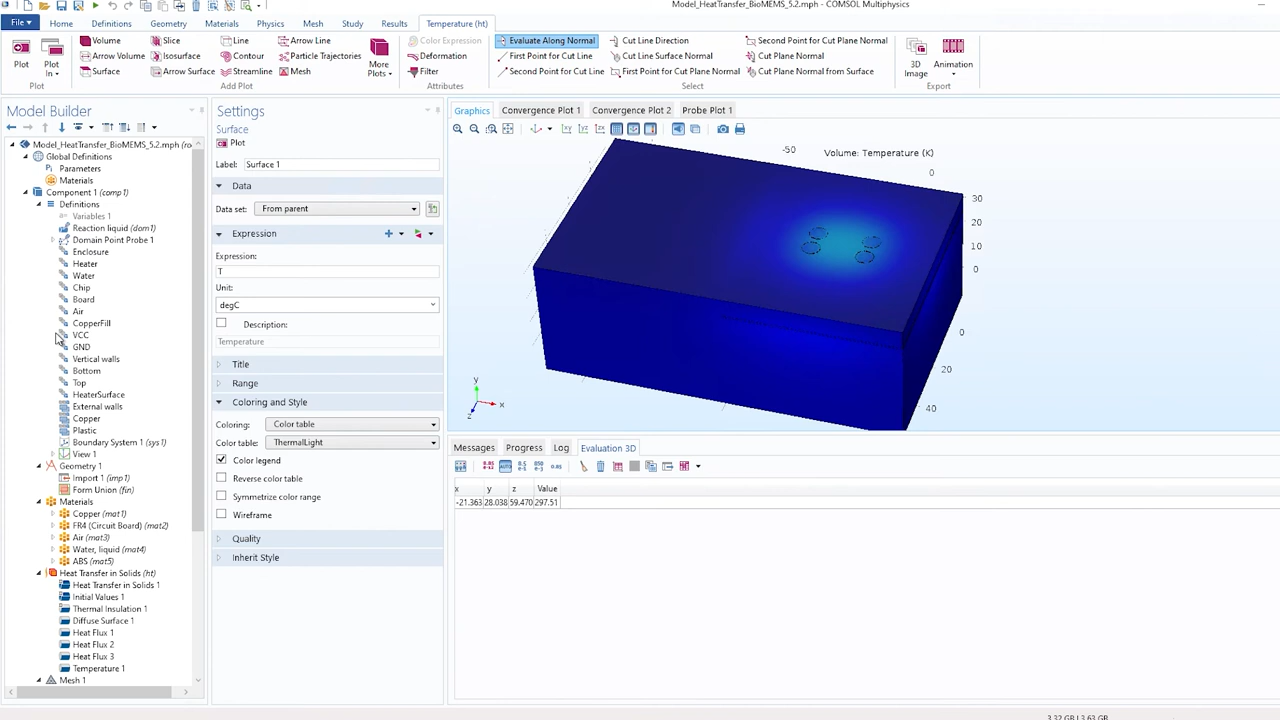 Model_HeatTransfer_BioMEMS_5.2.mph - COMSOL Multiphysics
File Home Definitions Geometry Materials Physics Mesh Study Results Temperature (ht)
Plot
Plot In
Volume
Arrow Volume
Surface
Slice
Isosurface
Arrow Surface
Line
Contour
Streamline
Arrow Line
Particle Trajectories
Mesh
More Plots
Color Expression
Deformation
Filter
Evaluate Along Normal
First Point for Cut Line
Second Point for Cut Line
Cut Line Direction
Cut Line Surface Normal
First Point for Cut Plane Normal
Second Point for Cut Plane Normal
Cut Plane Normal
Cut Plane Normal from Surface
3D Image
Animation
Plot Add Plot Attributes Select Export
Model Builder
Model_HeatTransfer_BioMEMS_5.2.mph (roo
Global Definitions
Parameters
Materials
Component 1 (comp1)
Definitions
Variables 1
Reaction liquid (dom1)
Domain Point Probe 1
Enclosure
Heater
Water
Chip
Board
Air
CopperFill
VCC
GND
Vertical walls
Bottom
Top
HeaterSurface
External walls
Copper
Plastic
Boundary System 1 (sys1)
View 1
Geometry 1
Import 1 (imp1)
Form Union (fin)
Materials
Copper (mat1)
FR4 (Circuit Board) (mat2)
Air (mat3)
Water, liquid (mat4)
ABS (mat5)
Heat Transfer in Solids (ht)
Heat Transfer in Solids 1
Initial Values 1
Thermal Insulation 1
Diffuse Surface 1
Heat Flux 1
Heat Flux 2
Heat Flux 3
Temperature 1
Mesh 1
Settings
Surface
Plot
Label: Surface 1
Data
Data set: From parent
Expression
Expression:
T
Unit:
degC
Description:
Temperature
Title
Range
Coloring and Style
Coloring: Color table
Color table: ThermalLight
Color legend
Reverse color table
Symmetrize color range
Wireframe
Quality
Inherit Style
Graphics Convergence Plot 1 Convergence Plot 2 Probe Plot 1
-50 Volume: Temperature (K)
0
30
20
10
0
0
20
40
y
x
z
Messages Progress Log Evaluation 3D
x y z Value
-21.363 28.038 59.470 297.51
3.32 GB | 3.63 GB